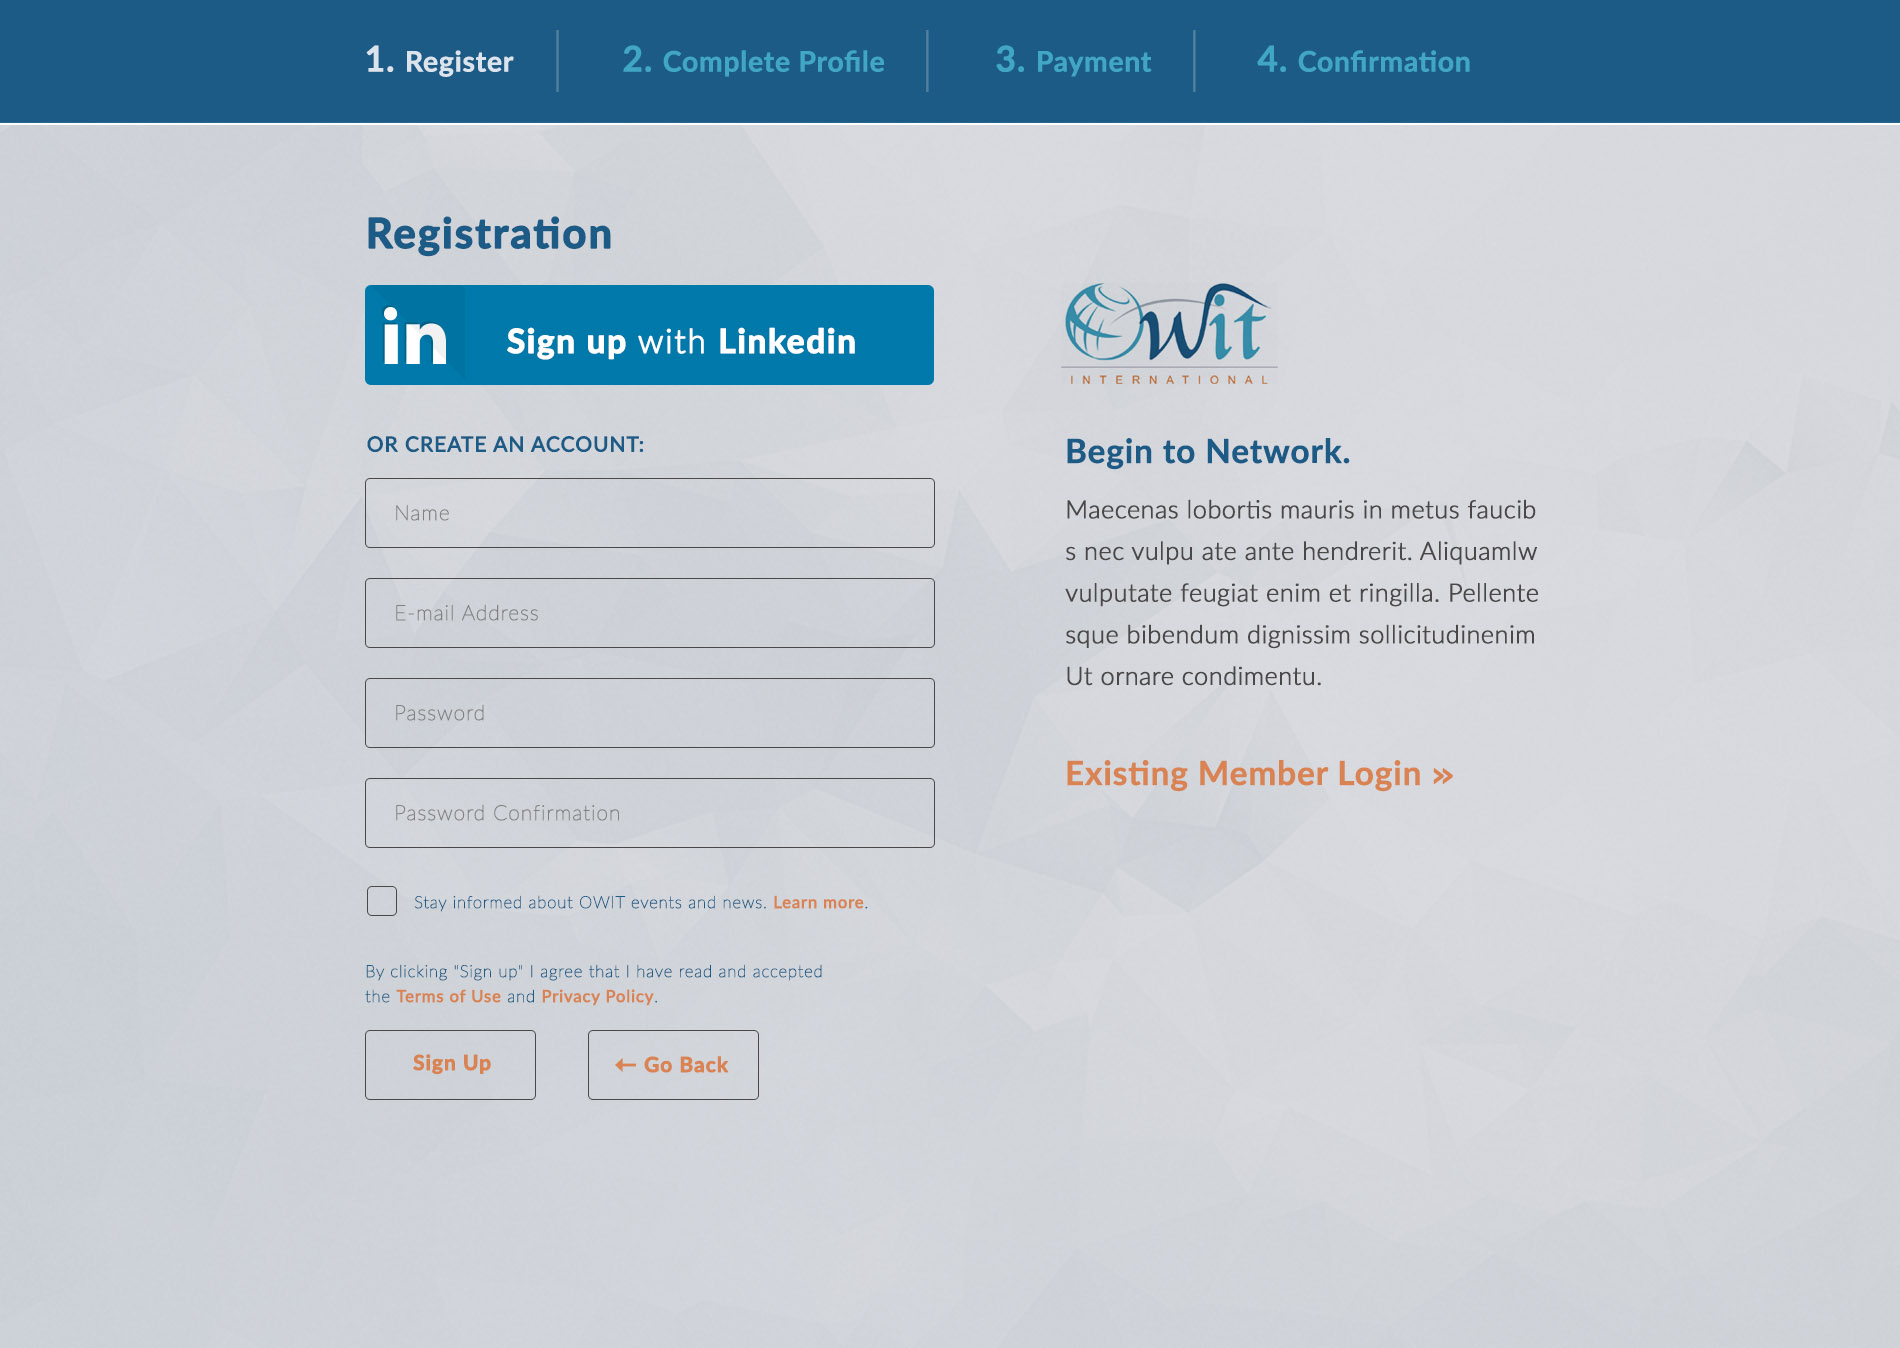 1. Register
2. Complete Profile
3. Payment
4. Confirmation
Registration
in
Sign up with Linkedin
OR CREATE AN ACCOUNT:
Name
E-mail Address
Password
Password Confirmation
Stay informed about OWIT events and news. Learn more.
By clicking "Sign up" I agree that I have read and accepted
the Terms of Use and Privacy Policy.
Sign Up
← Go Back
Owit
INTERNATIONAL
Begin to Network.
Maecenas lobortis mauris in metus faucib
s nec vulpu ate ante hendrerit. Aliquamlw
vulputate feugiat enim et ringilla. Pellente
sque bibendum dignissim sollicitudinenim
Ut ornare condimentu.
Existing Member Login »